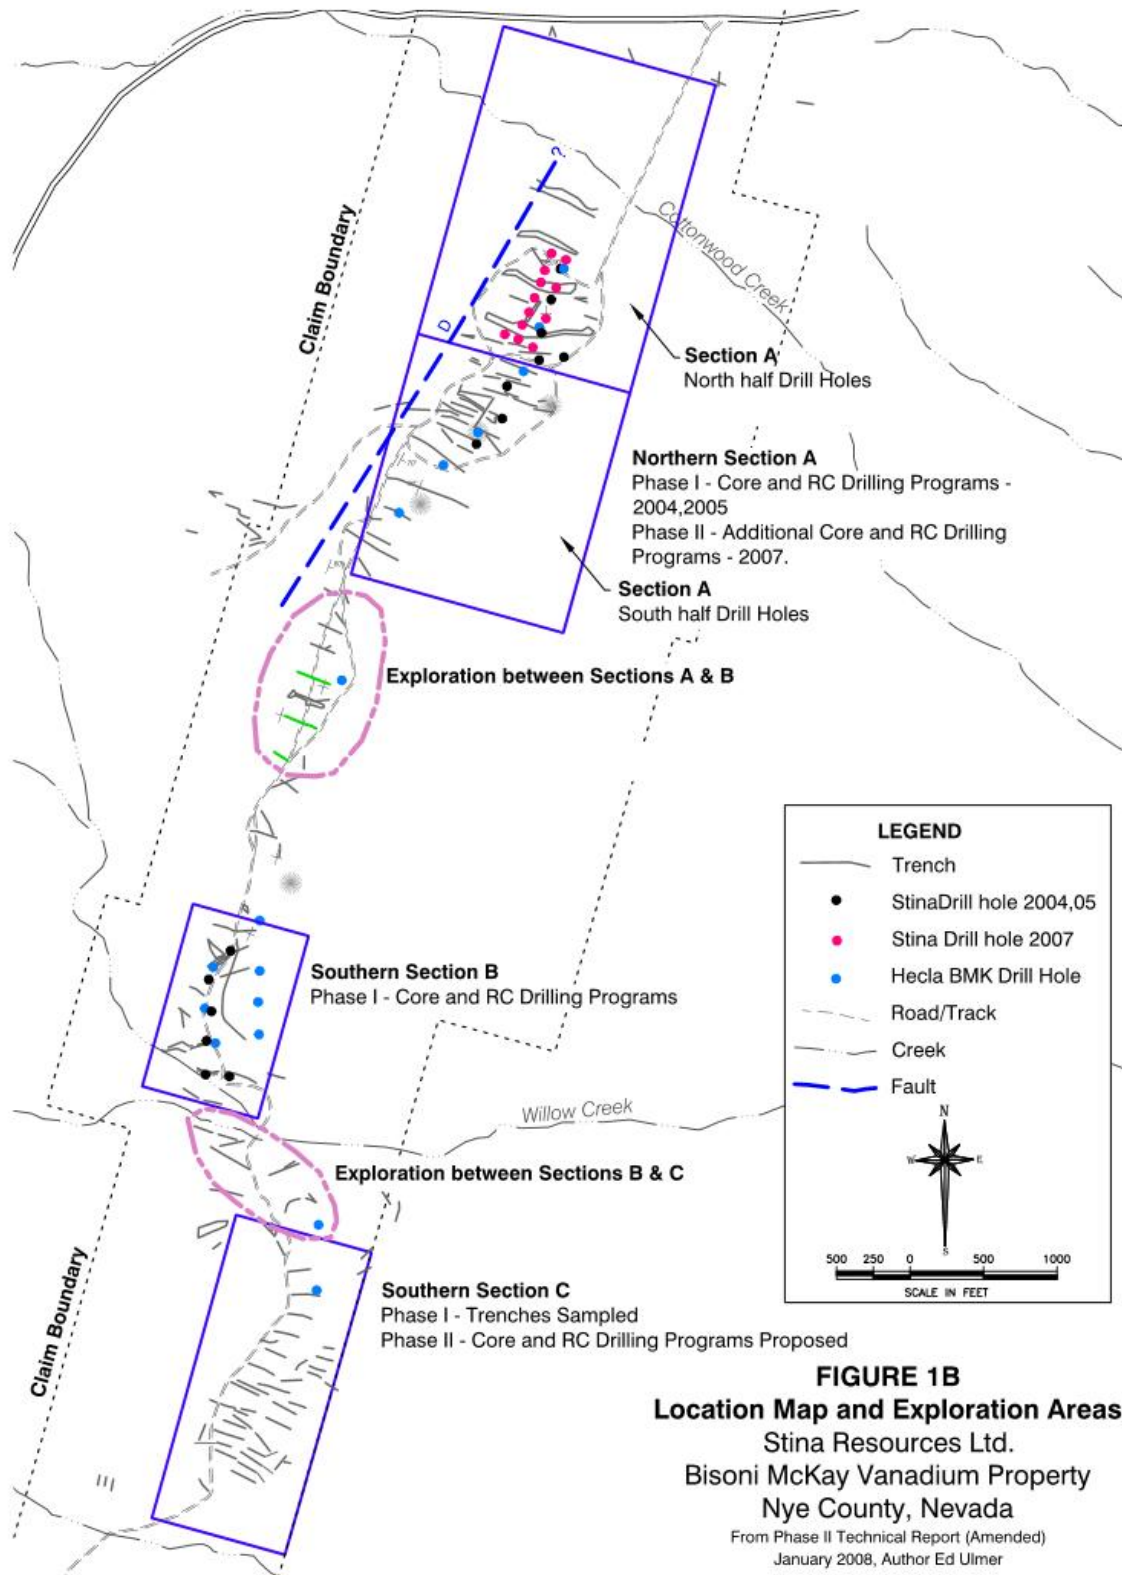 Claim Boundary
?
D
Cottonwood Creek
Section A
North half Drill Holes
Northern Section A
Phase I - Core and RC Drilling Programs -
2004,2005
Phase II - Additional Core and RC Drilling
Programs - 2007.
Section A
South half Drill Holes
Exploration between Sections A & B
LEGEND
Trench
StinaDrill hole 2004,05
Stina Drill hole 2007
Hecla BMK Drill Hole
Road/Track
Creek
Fault
N
W E
S
500 250 0 500 1000
SCALE IN FEET
Southern Section B
Phase I - Core and RC Drilling Programs
Willow Creek
Exploration between Sections B & C
Claim Boundary
Southern Section C
Phase I - Trenches Sampled
Phase II - Core and RC Drilling Programs Proposed
FIGURE 1B
Location Map and Exploration Areas
Stina Resources Ltd.
Bisoni McKay Vanadium Property
Nye County, Nevada
From Phase II Technical Report (Amended)
January 2008, Author Ed Ulmer